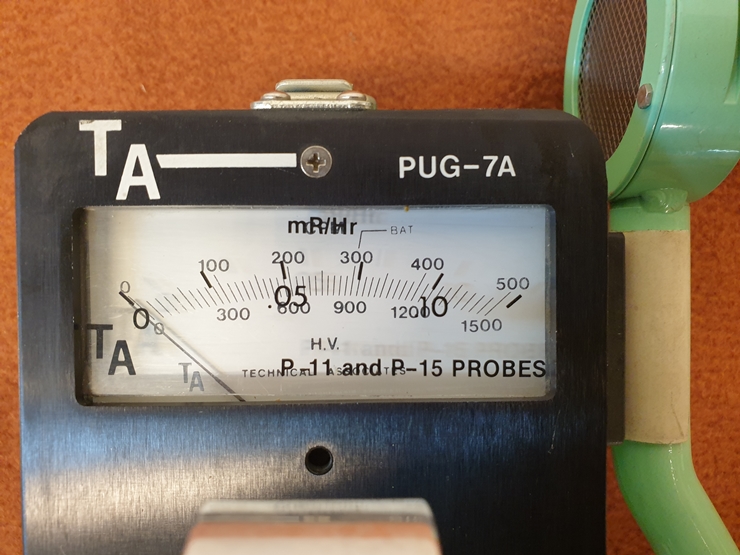 TA
PUG-7A
mR/Hr
BAT
0 100 200 300 400 500
0 .05 .10
0 300 600 900 1200 1500
H.V.
TA
TA
TECHNICAL ASSOCIATES
P-11 and P-15 PROBES